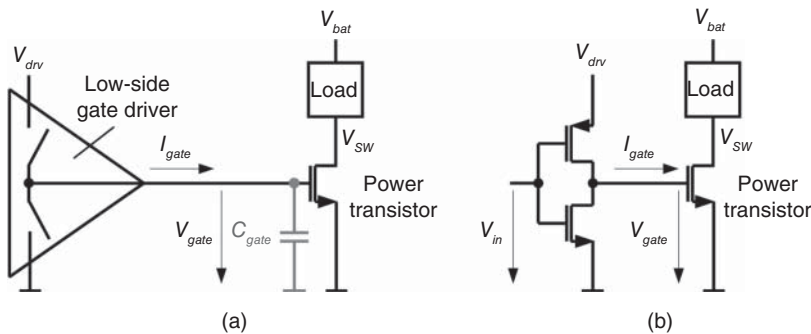 V_bat
V_drv
Low-side
gate driver
Load
I_gate
V_SW
Power
transistor
V_gate
C_gate
(a)
V_bat
V_drv
Load
I_gate
V_SW
Power
transistor
V_in
V_gate
(b)